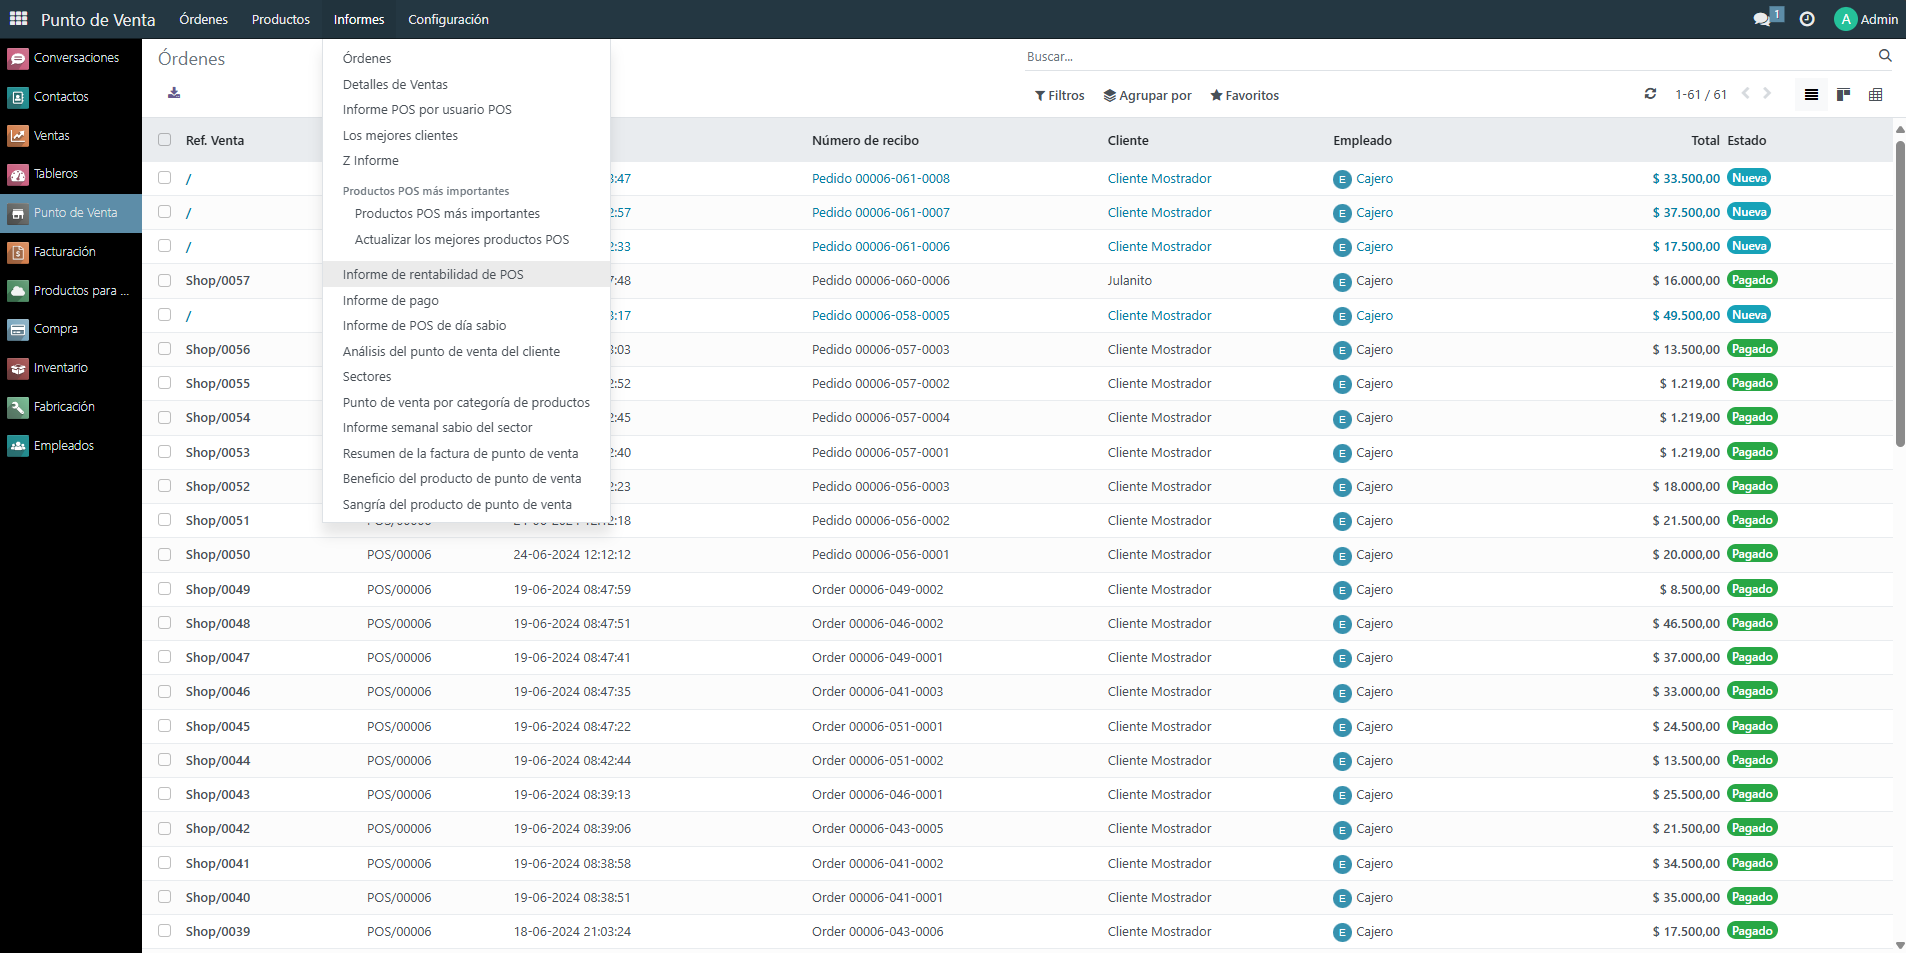 Punto de Venta Órdenes Productos Informes Configuración 1 A Admin
Conversaciones
Contactos
Ventas
Tableros
Punto de Venta
Facturación
Productos para ...
Compra
Inventario
Fabricación
Empleados
Órdenes
Buscar...
Filtros Agrupar por Favoritos 1-61 / 61
Órdenes
Detalles de Ventas
Informe POS por usuario POS
Los mejores clientes
Z Informe
Productos POS más importantes
Productos POS más importantes
Actualizar los mejores productos POS
Informe de rentabilidad de POS
Informe de pago
Informe de POS de día sabio
Análisis del punto de venta del cliente
Sectores
Punto de venta por categoría de productos
Informe semanal sabio del sector
Resumen de la factura de punto de venta
Beneficio del producto de punto de venta
Sangría del producto de punto de venta
Ref. Venta Número de recibo Cliente Empleado Total Estado
/ :47 Pedido 00006-061-0008 Cliente Mostrador E Cajero $ 33.500,00 Nueva
/ :57 Pedido 00006-061-0007 Cliente Mostrador E Cajero $ 37.500,00 Nueva
/ :33 Pedido 00006-061-0006 Cliente Mostrador E Cajero $ 17.500,00 Nueva
Shop/0057 :48 Pedido 00006-060-0006 Julanito E Cajero $ 16.000,00 Pagado
/ :17 Pedido 00006-058-0005 Cliente Mostrador E Cajero $ 49.500,00 Nueva
Shop/0056 :03 Pedido 00006-057-0003 Cliente Mostrador E Cajero $ 13.500,00 Pagado
Shop/0055 :52 Pedido 00006-057-0002 Cliente Mostrador E Cajero $ 1.219,00 Pagado
Shop/0054 :45 Pedido 00006-057-0004 Cliente Mostrador E Cajero $ 1.219,00 Pagado
Shop/0053 :40 Pedido 00006-057-0001 Cliente Mostrador E Cajero $ 1.219,00 Pagado
Shop/0052 :23 Pedido 00006-056-0003 Cliente Mostrador E Cajero $ 18.000,00 Pagado
Shop/0051 :18 Pedido 00006-056-0002 Cliente Mostrador E Cajero $ 21.500,00 Pagado
Shop/0050 POS/00006 24-06-2024 12:12:12 Pedido 00006-056-0001 Cliente Mostrador E Cajero $ 20.000,00 Pagado
Shop/0049 POS/00006 19-06-2024 08:47:59 Order 00006-049-0002 Cliente Mostrador E Cajero $ 8.500,00 Pagado
Shop/0048 POS/00006 19-06-2024 08:47:51 Order 00006-046-0002 Cliente Mostrador E Cajero $ 46.500,00 Pagado
Shop/0047 POS/00006 19-06-2024 08:47:41 Order 00006-049-0001 Cliente Mostrador E Cajero $ 37.000,00 Pagado
Shop/0046 POS/00006 19-06-2024 08:47:35 Order 00006-041-0003 Cliente Mostrador E Cajero $ 33.000,00 Pagado
Shop/0045 POS/00006 19-06-2024 08:47:22 Order 00006-051-0001 Cliente Mostrador E Cajero $ 24.500,00 Pagado
Shop/0044 POS/00006 19-06-2024 08:42:44 Order 00006-051-0002 Cliente Mostrador E Cajero $ 13.500,00 Pagado
Shop/0043 POS/00006 19-06-2024 08:39:13 Order 00006-046-0001 Cliente Mostrador E Cajero $ 25.500,00 Pagado
Shop/0042 POS/00006 19-06-2024 08:39:06 Order 00006-043-0005 Cliente Mostrador E Cajero $ 21.500,00 Pagado
Shop/0041 POS/00006 19-06-2024 08:38:58 Order 00006-041-0002 Cliente Mostrador E Cajero $ 34.500,00 Pagado
Shop/0040 POS/00006 19-06-2024 08:38:51 Order 00006-041-0001 Cliente Mostrador E Cajero $ 35.000,00 Pagado
Shop/0039 POS/00006 18-06-2024 21:03:24 Order 00006-043-0006 Cliente Mostrador E Cajero $ 17.500,00 Pagado